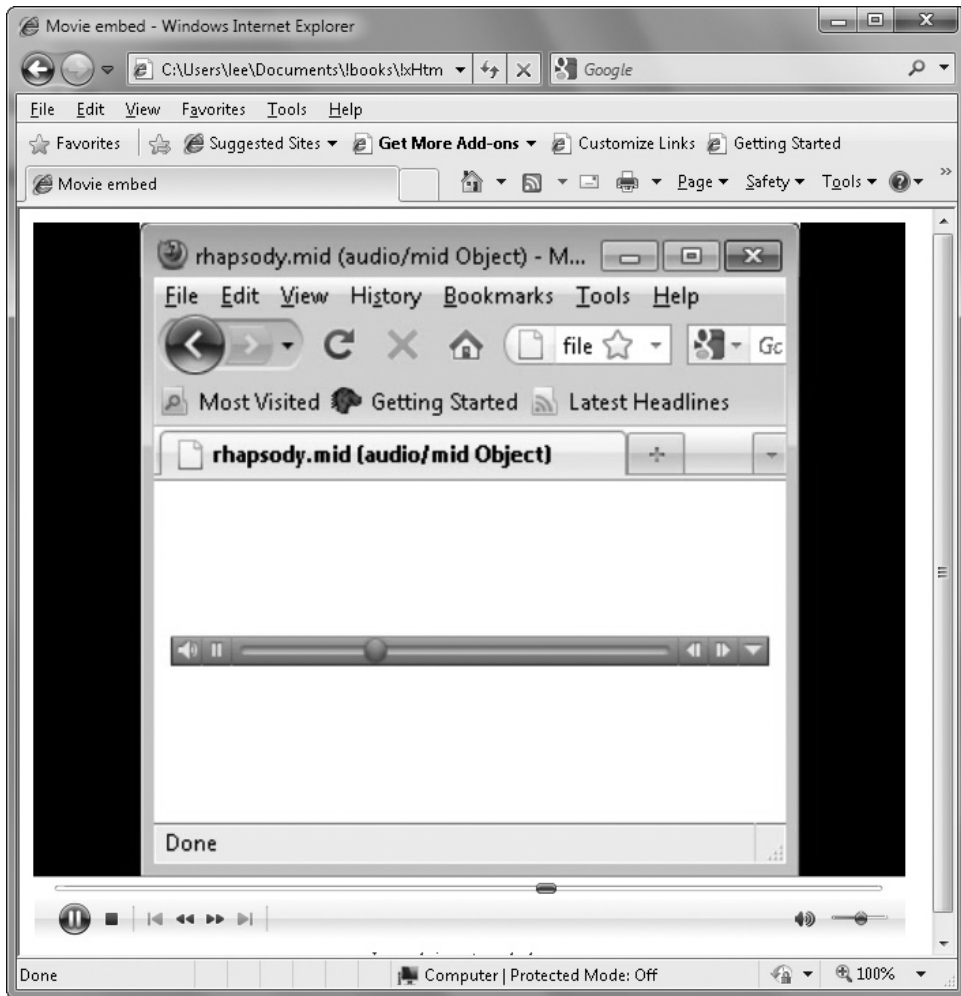 Movie embed - Windows Internet Explorer
C:\Users\lee\Documents\!books\!xHtm
Google
File Edit View Favorites Tools Help
Favorites Suggested Sites Get More Add-ons Customize Links Getting Started
Movie embed Page Safety Tools
rhapsody.mid (audio/mid Object) - M...
File Edit View History Bookmarks Tools Help
file Gc
Most Visited Getting Started Latest Headlines
rhapsody.mid (audio/mid Object)
Done
Done Computer | Protected Mode: Off 100%